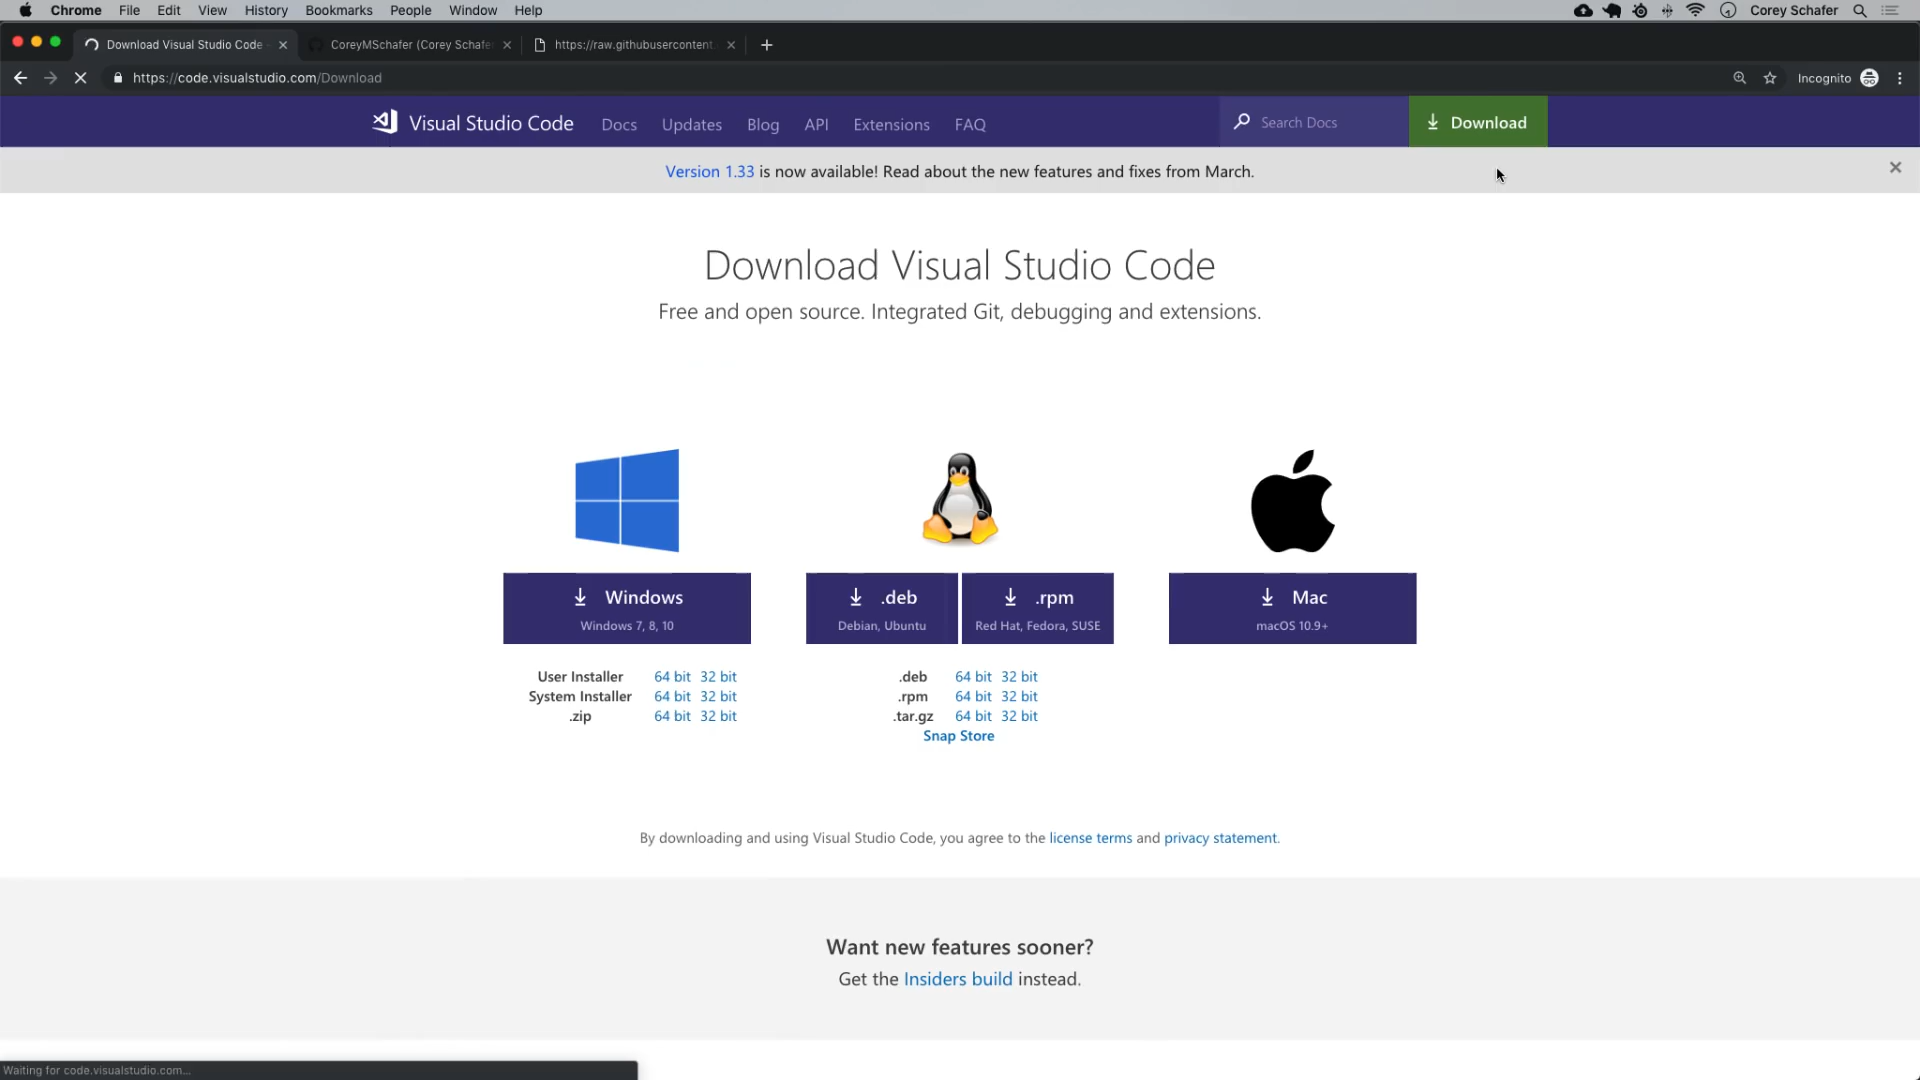 Chrome File Edit View History Bookmarks People Window Help Corey Schafer
Download Visual Studio Code - CoreyMSchafer (Corey Schafe https://raw.githubusercontent.
https://code.visualstudio.com/Download Incognito
Visual Studio Code Docs Updates Blog API Extensions FAQ Search Docs Download
Version 1.33 is now available! Read about the new features and fixes from March.
Download Visual Studio Code
Free and open source. Integrated Git, debugging and extensions.
Windows .deb .rpm Mac
Windows 7, 8, 10 Debian, Ubuntu Red Hat, Fedora, SUSE macOS 10.9+
User Installer 64 bit 32 bit .deb 64 bit 32 bit
System Installer 64 bit 32 bit .rpm 64 bit 32 bit
.zip 64 bit 32 bit .tar.gz 64 bit 32 bit
Snap Store
By downloading and using Visual Studio Code, you agree to the license terms and privacy statement.
Want new features sooner?
Get the Insiders build instead.
Waiting for code.visualstudio.com...